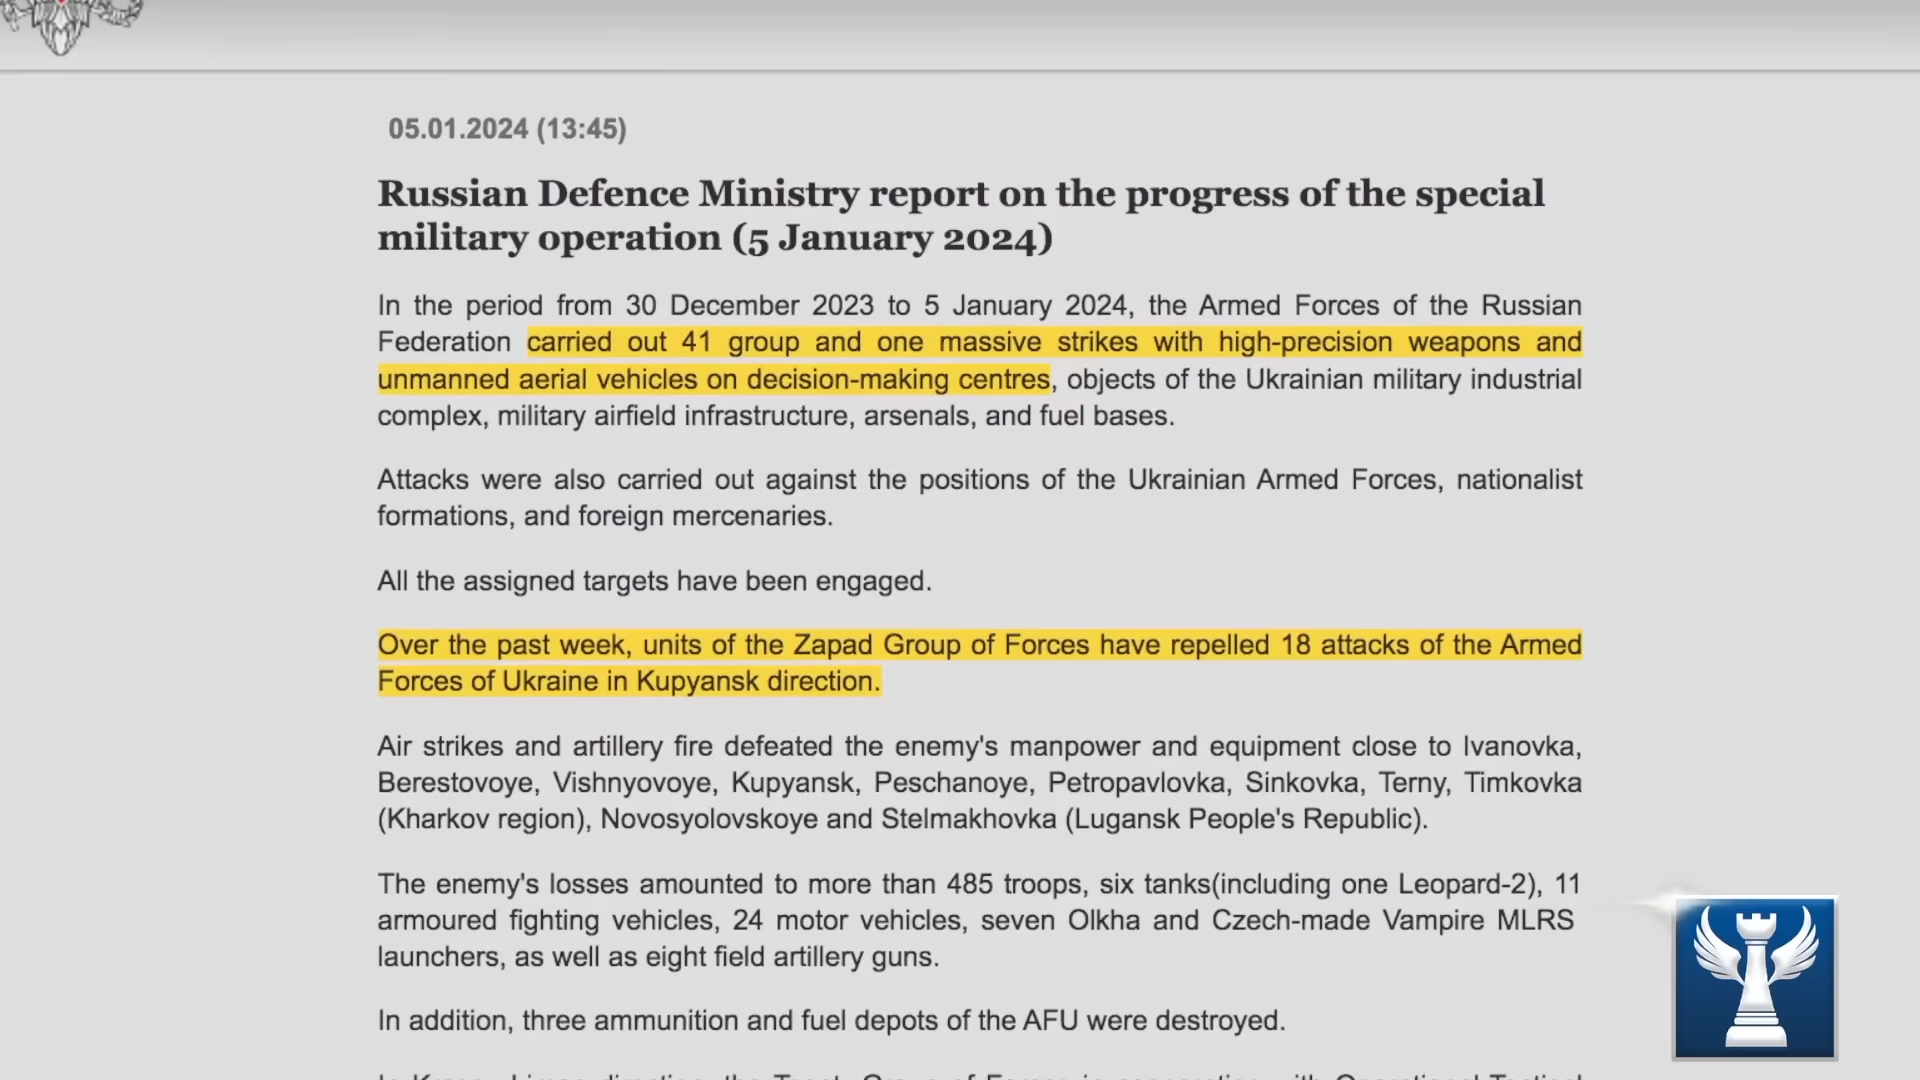 05.01.2024 (13:45)
Russian Defence Ministry report on the progress of the special
military operation (5 January 2024)
In the period from 30 December 2023 to 5 January 2024, the Armed Forces of the Russian
Federation carried out 41 group and one massive strikes with high-precision weapons and
unmanned aerial vehicles on decision-making centres, objects of the Ukrainian military industrial
complex, military airfield infrastructure, arsenals, and fuel bases.
Attacks were also carried out against the positions of the Ukrainian Armed Forces, nationalist
formations, and foreign mercenaries.
All the assigned targets have been engaged.
Over the past week, units of the Zapad Group of Forces have repelled 18 attacks of the Armed
Forces of Ukraine in Kupyansk direction.
Air strikes and artillery fire defeated the enemy's manpower and equipment close to Ivanovka,
Berestovoye, Vishnyovoye, Kupyansk, Peschanoye, Petropavlovka, Sinkovka, Terny, Timkovka
(Kharkov region), Novosyolovskoye and Stelmakhovka (Lugansk People's Republic).
The enemy's losses amounted to more than 485 troops, six tanks(including one Leopard-2), 11
armoured fighting vehicles, 24 motor vehicles, seven Olkha and Czech-made Vampire MLRS
launchers, as well as eight field artillery guns.
In addition, three ammunition and fuel depots of the AFU were destroyed.